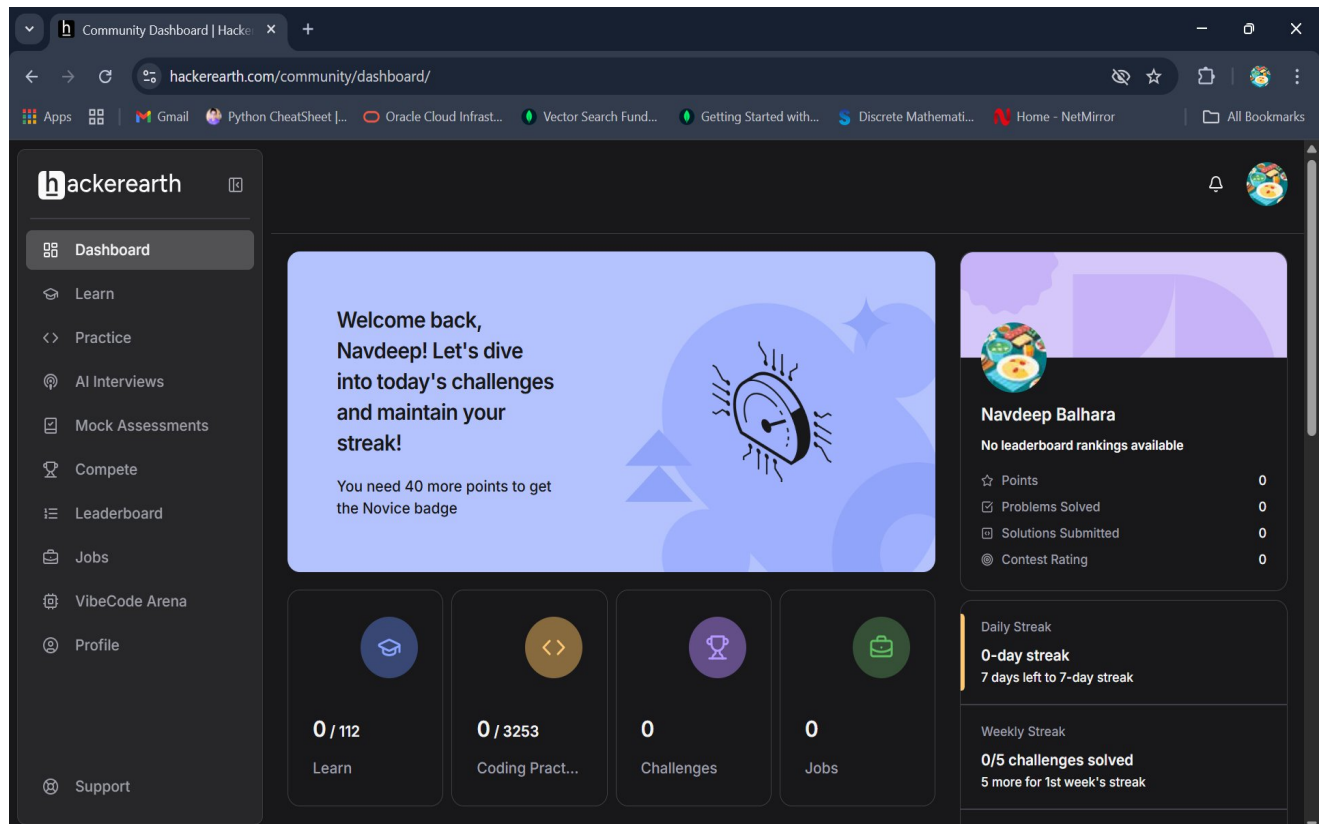 Community Dashboard | Hacker
hackerearth.com/community/dashboard/
Apps
Gmail
Python CheatSheet |...
Oracle Cloud Infrast...
Vector Search Fund...
Getting Started with...
Discrete Mathemati...
Home - NetMirror
All Bookmarks
hackerearth
Dashboard
Learn
Practice
AI Interviews
Mock Assessments
Compete
Leaderboard
Jobs
VibeCode Arena
Profile
Support
Welcome back,
Navdeep! Let's dive
into today's challenges
and maintain your
streak!
You need 40 more points to get
the Novice badge
0 / 112
Learn
0 / 3253
Coding Pract...
0
Challenges
0
Jobs
Navdeep Balhara
No leaderboard rankings available
Points 0
Problems Solved 0
Solutions Submitted 0
Contest Rating 0
Daily Streak
0-day streak
7 days left to 7-day streak
Weekly Streak
0/5 challenges solved
5 more for 1st week's streak